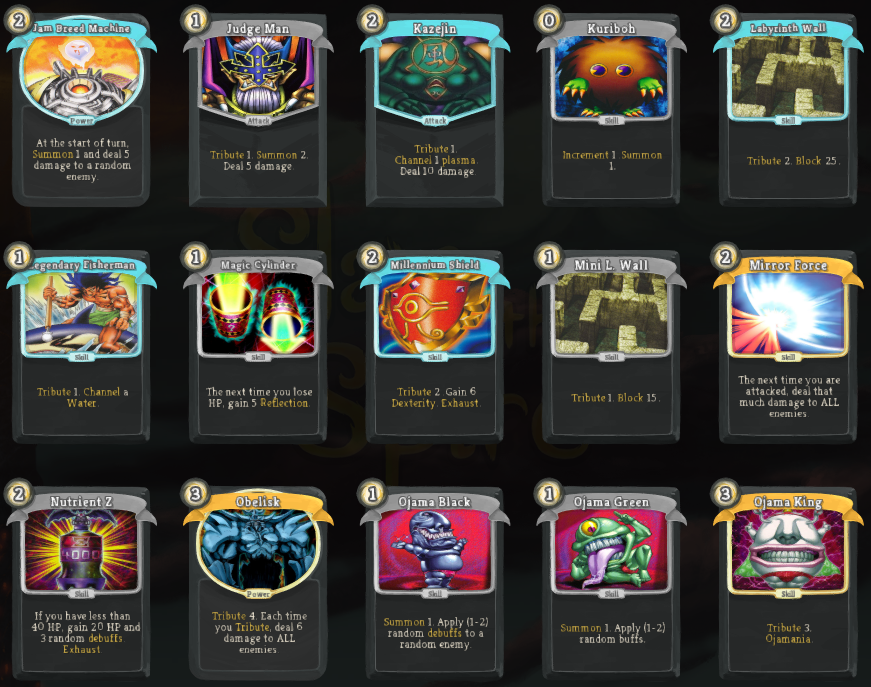 2
Jam Breed Machine
Power
At the start of turn,
Summon 1 and deal 5
damage to a random
enemy.
1
Judge Man
Attack
Tribute 1. Summon 2.
Deal 5 damage.
2
Kazejin
風
Attack
Tribute 1.
Channel 1 plasma.
Deal 10 damage.
0
Kuriboh
Skill
Increment 1. Summon
1.
2
Labyrinth Wall
Skill
Tribute 2. Block 25.
1
Legendary Fisherman
Skill
Tribute 1. Channel a
Water.
1
Magic Cylinder
Skill
The next time you lose
HP, gain 5 Reflection.
2
Millennium Shield
Skill
Tribute 2. Gain 6
Dexterity. Exhaust.
1
Mini L. Wall
Skill
Tribute 1. Block 15.
2
Mirror Force
Skill
The next time you are
attacked, deal that
much damage to ALL
enemies.
2
Nutrient Z
Skill
If you have less than
40 HP, gain 20 HP and
3 random debuffs
Exhaust.
3
Obelisk
Power
Tribute 4. Each time
you Tribute, deal 6
damage to ALL
enemies
1
Ojama Black
Skill
Summon 1. Apply (1-2)
random debuffs to a
random enemy.
1
Ojama Green
Skill
Summon 1. Apply (1-2)
random buffs.
3
Ojama King
Skill
Tribute 3.
Ojamania.